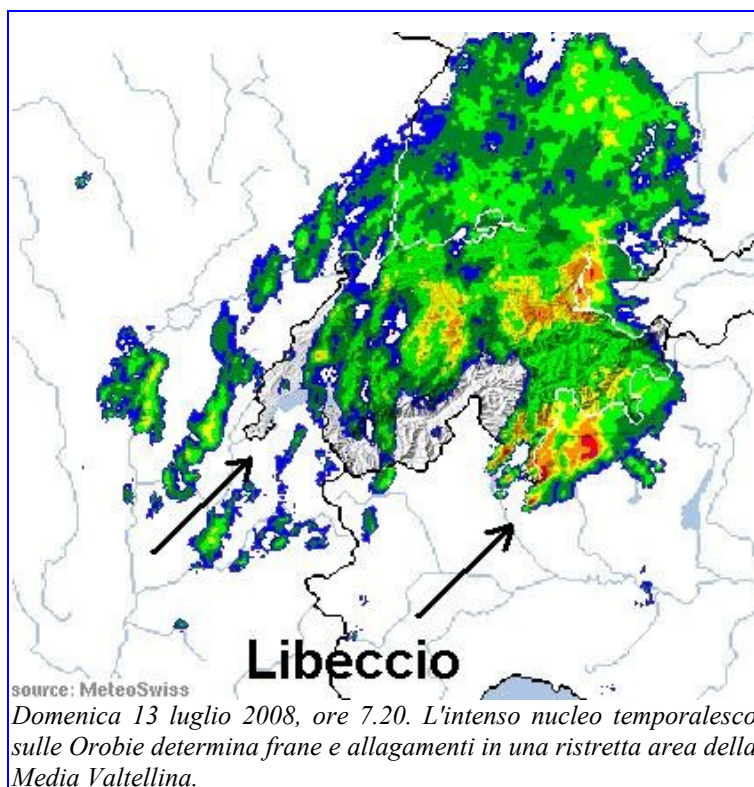 Libeccio
source: MeteoSwiss
Domenica 13 luglio 2008, ore 7.20. L'intenso nucleo temporalesco
sulle Orobie determina frane e allagamenti in una ristretta area della
Media Valtellina.